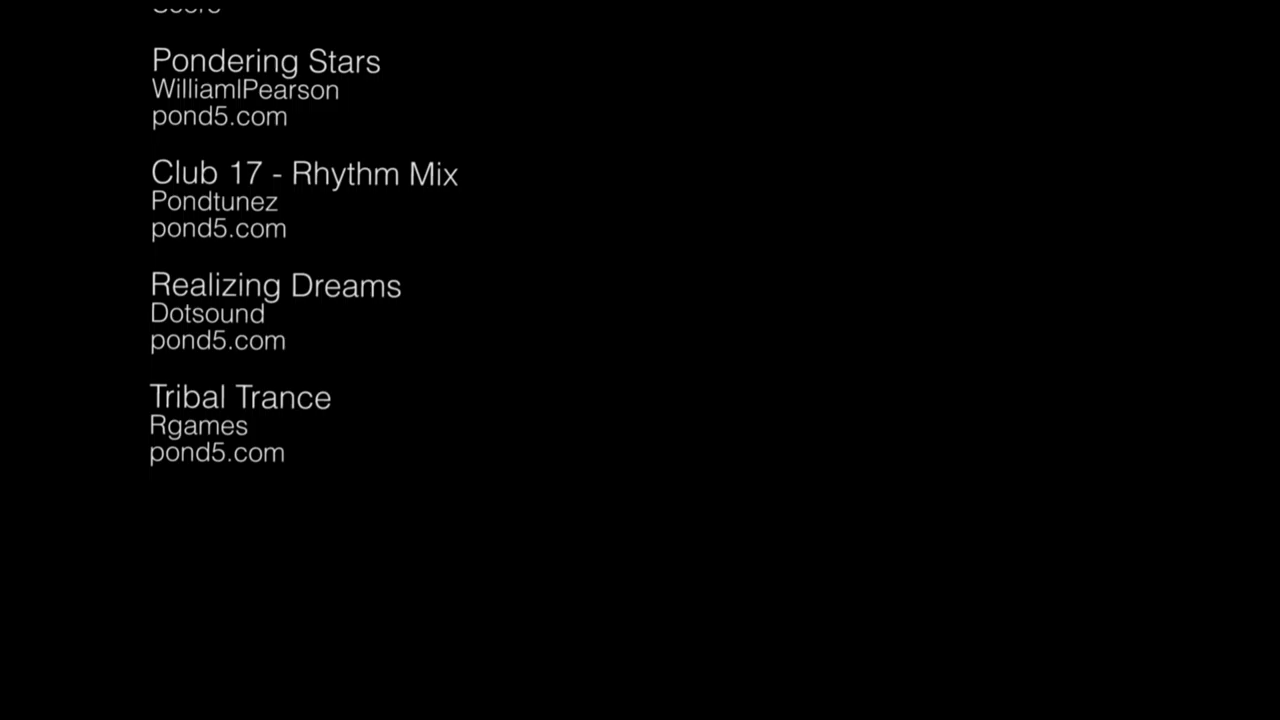 Pondering Stars
WilliamIPearson
pond5.com
Club 17 - Rhythm Mix
Pondtunez
pond5.com
Realizing Dreams
Dotsound
pond5.com
Tribal Trance
Rgames
pond5.com